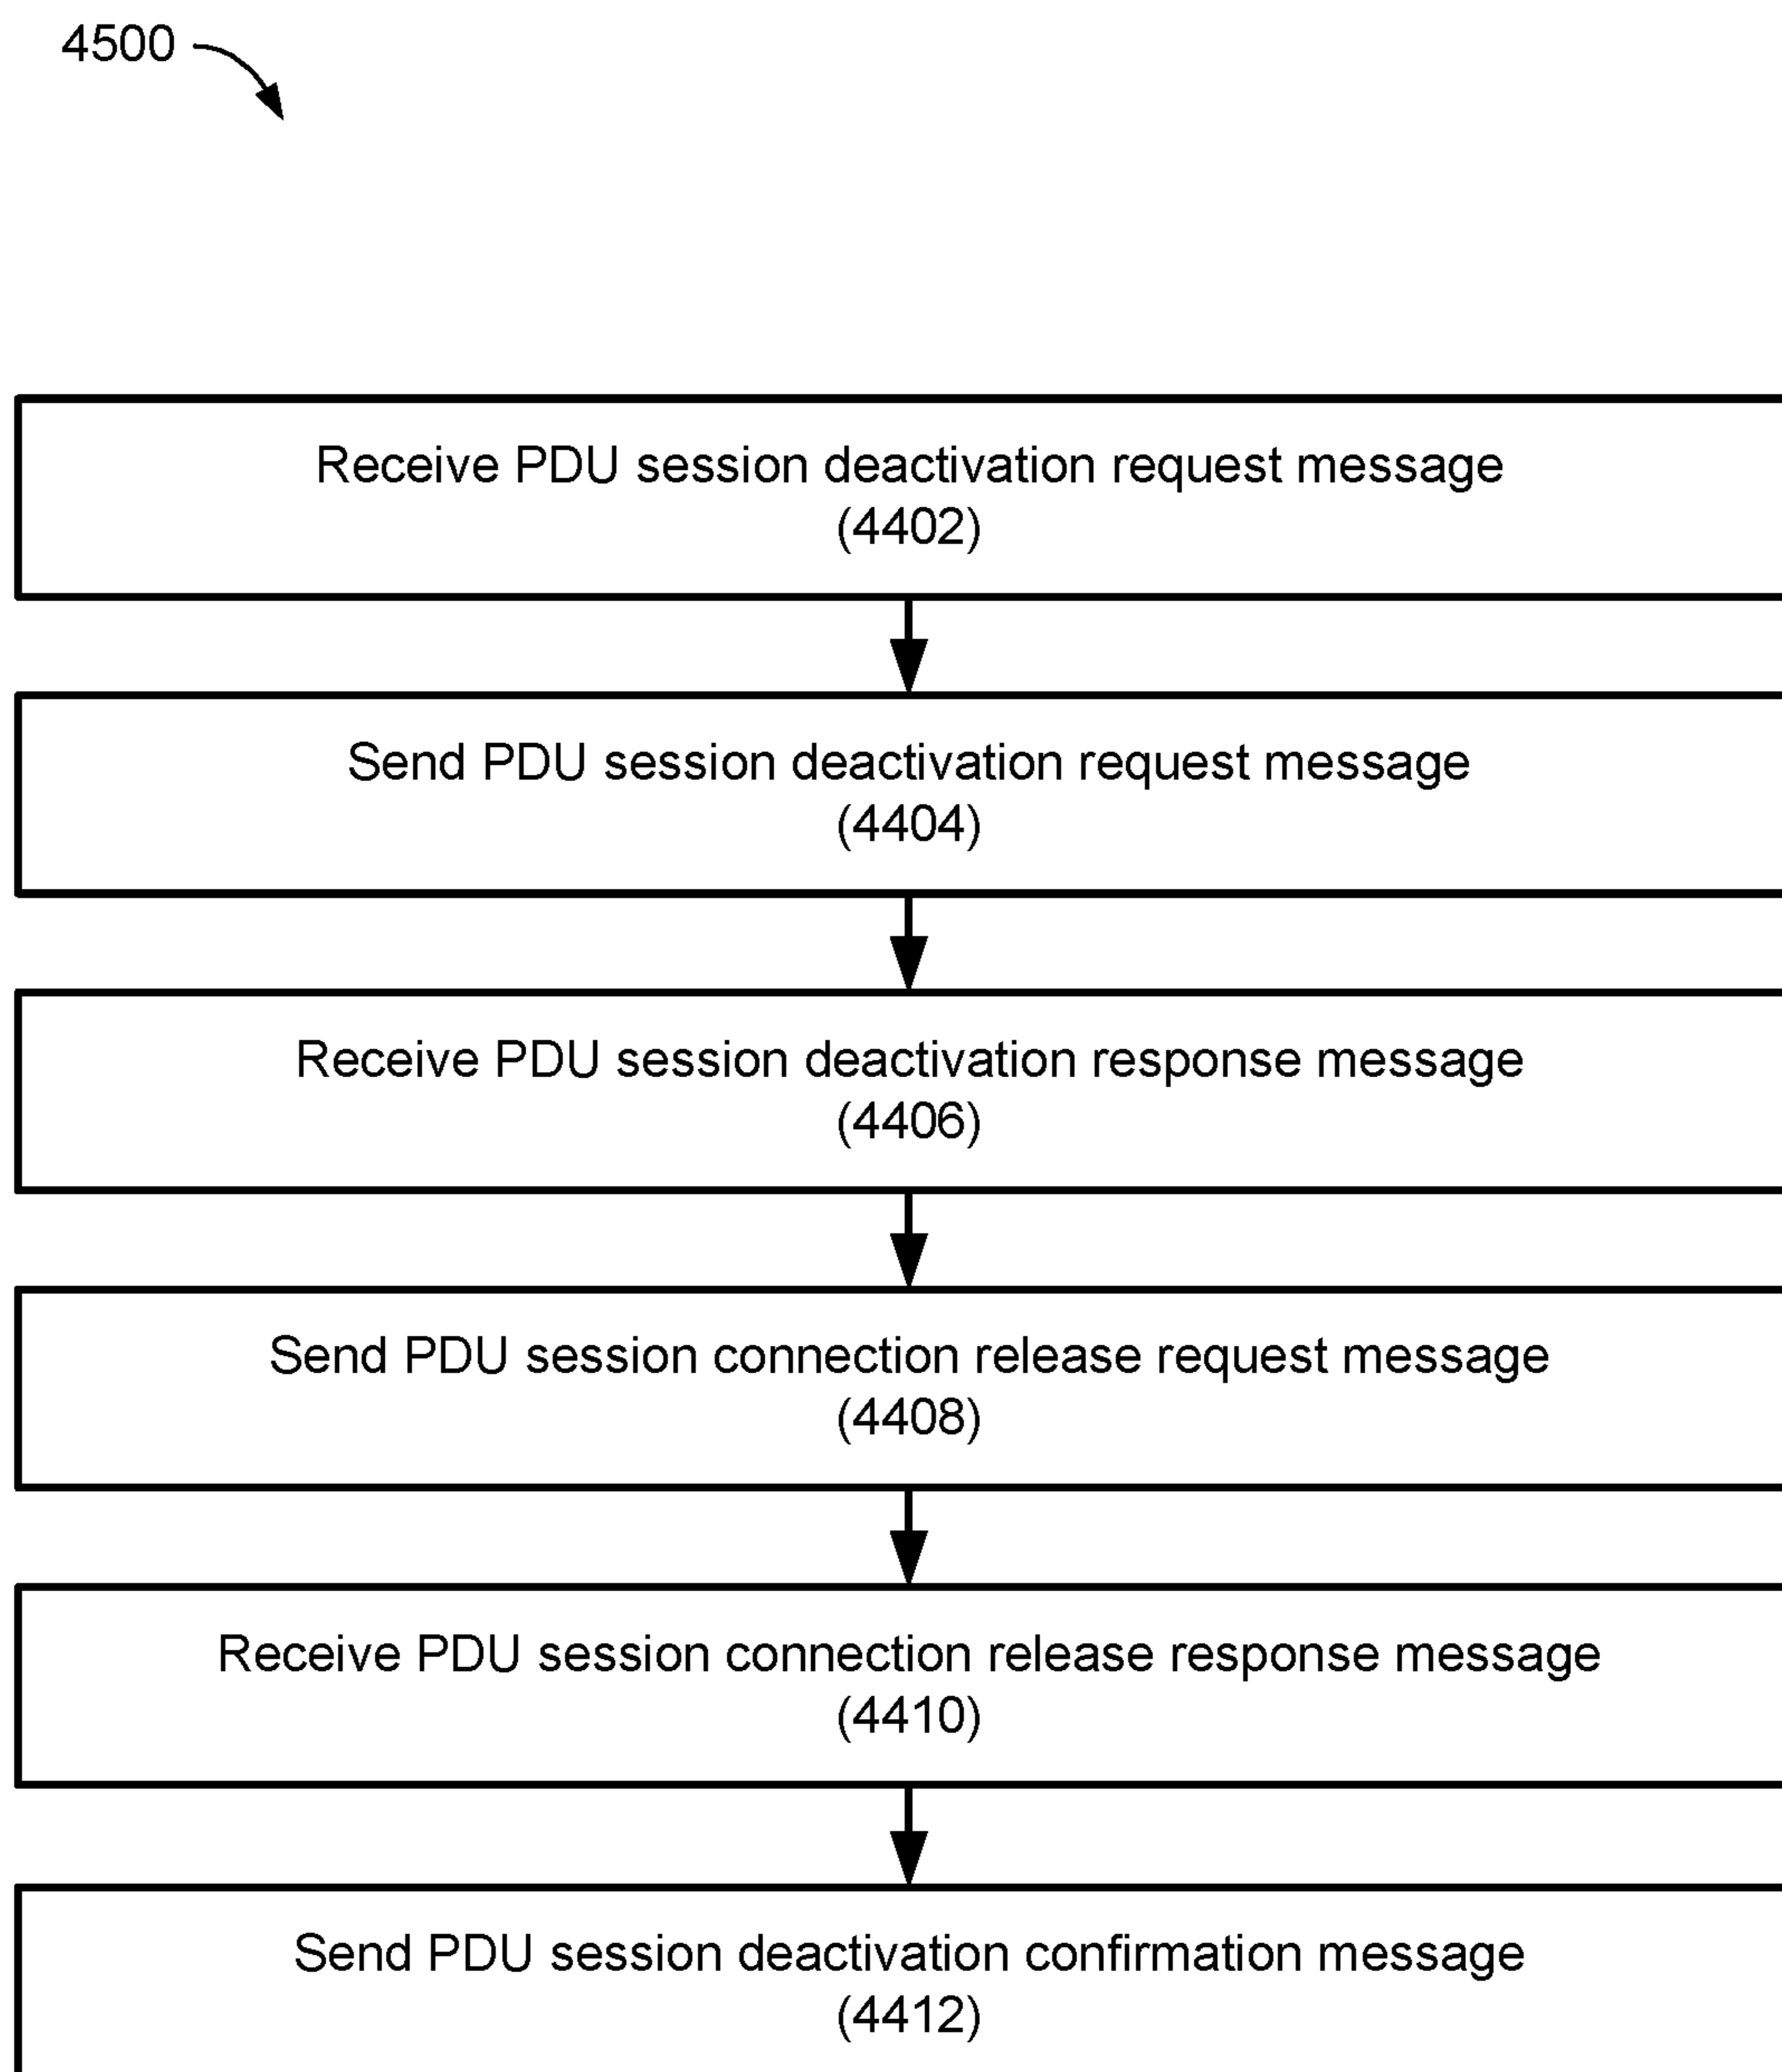 4500
Receive PDU session deactivation request message
(4402)
Send PDU session deactivation request message
(4404)
Receive PDU session deactivation response message
(4406)
Send PDU session connection release request message
(4408)
Receive PDU session connection release response message
(4410)
Send PDU session deactivation confirmation message
(4412)